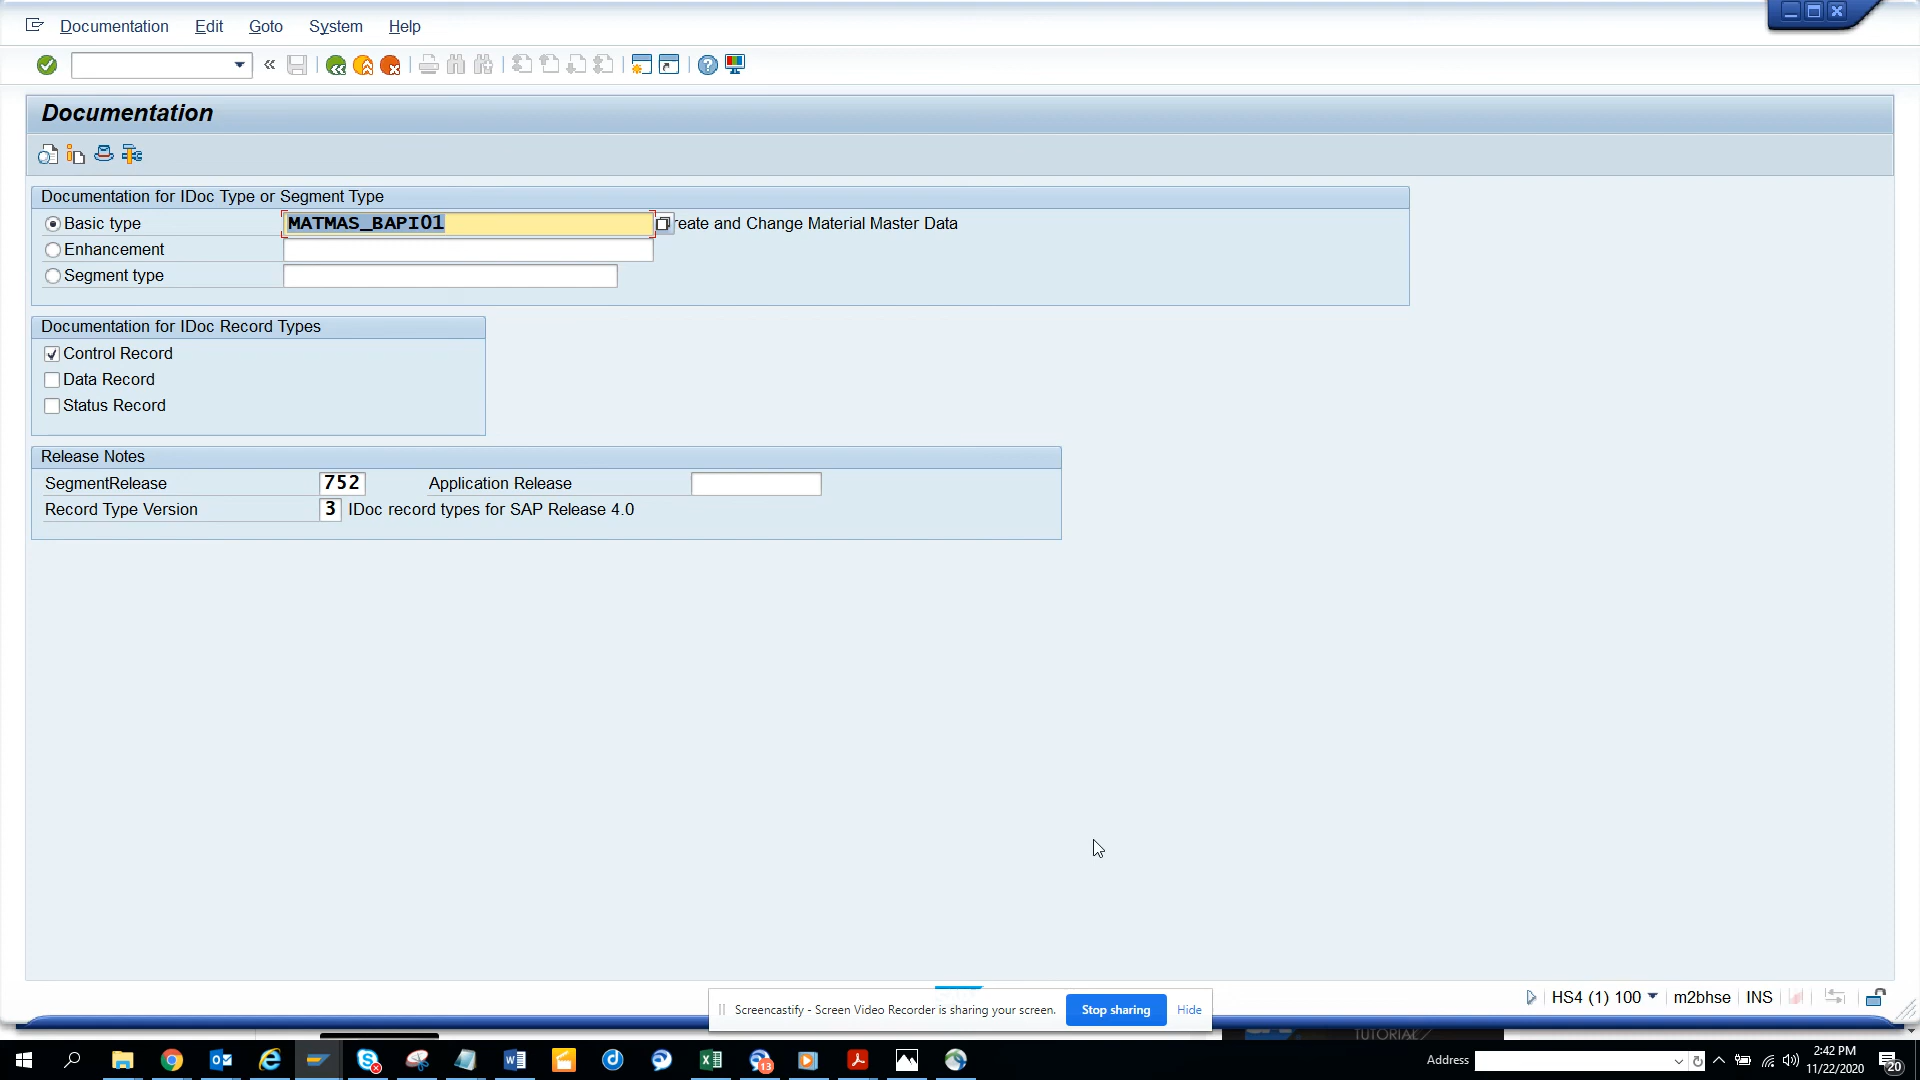 Documentation Edit Goto System Help
Documentation
Documentation for IDoc Type or Segment Type
Basic type MATMAS_BAPI01 reate and Change Material Master Data
Enhancement
Segment type
Documentation for IDoc Record Types
Control Record
Data Record
Status Record
Release Notes
SegmentRelease 752 Application Release
Record Type Version 3 IDoc record types for SAP Release 4.0
HS4 (1) 100 m2bhse INS
Screencastify - Screen Video Recorder is sharing your screen. Stop sharing Hide
TUTORIAL
13
Address
2:42 PM
11/22/2020
20